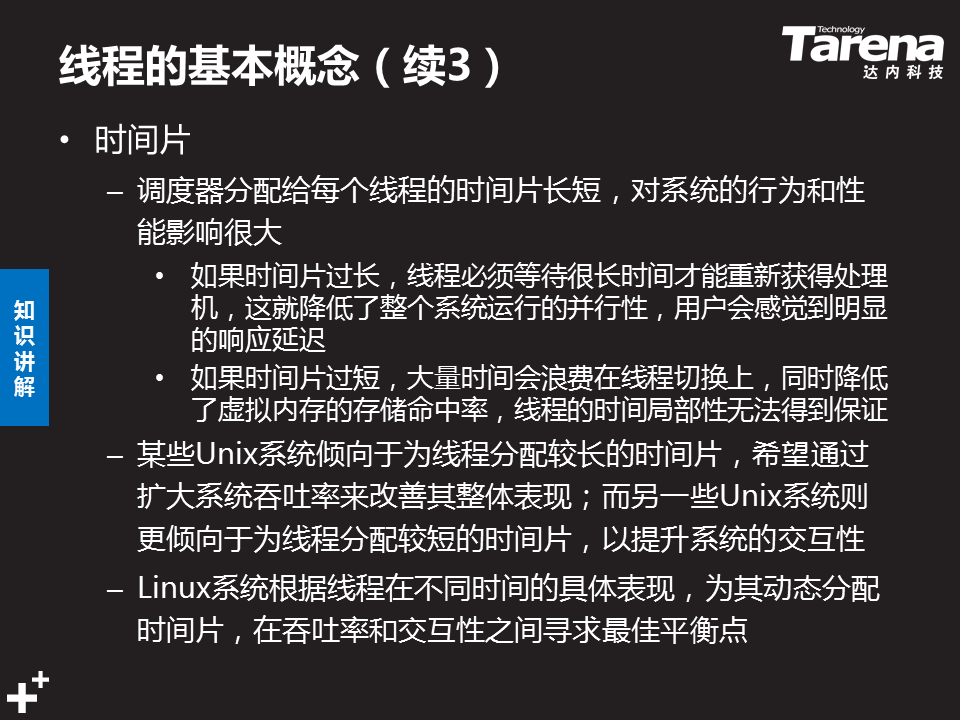 线程的基本概念（续3）
Technology
Tarena
达内科技
• 时间片
– 调度器分配给每个线程的时间片长短，对系统的行为和性
能影响很大
• 如果时间片过长，线程必须等待很长时间才能重新获得处理
机，这就降低了整个系统运行的并行性，用户会感觉到明显
的响应延迟
• 如果时间片过短，大量时间会浪费在线程切换上，同时降低
了虚拟内存的存储命中率，线程的时间局部性无法得到保证
– 某些Unix系统倾向于为线程分配较长的时间片，希望通过
扩大系统吞吐率来改善其整体表现；而另一些Unix系统则
更倾向于为线程分配较短的时间片，以提升系统的交互性
– Linux系统根据线程在不同时间的具体表现，为其动态分配
时间片，在吞吐率和交互性之间寻求最佳平衡点
知
识
讲
解